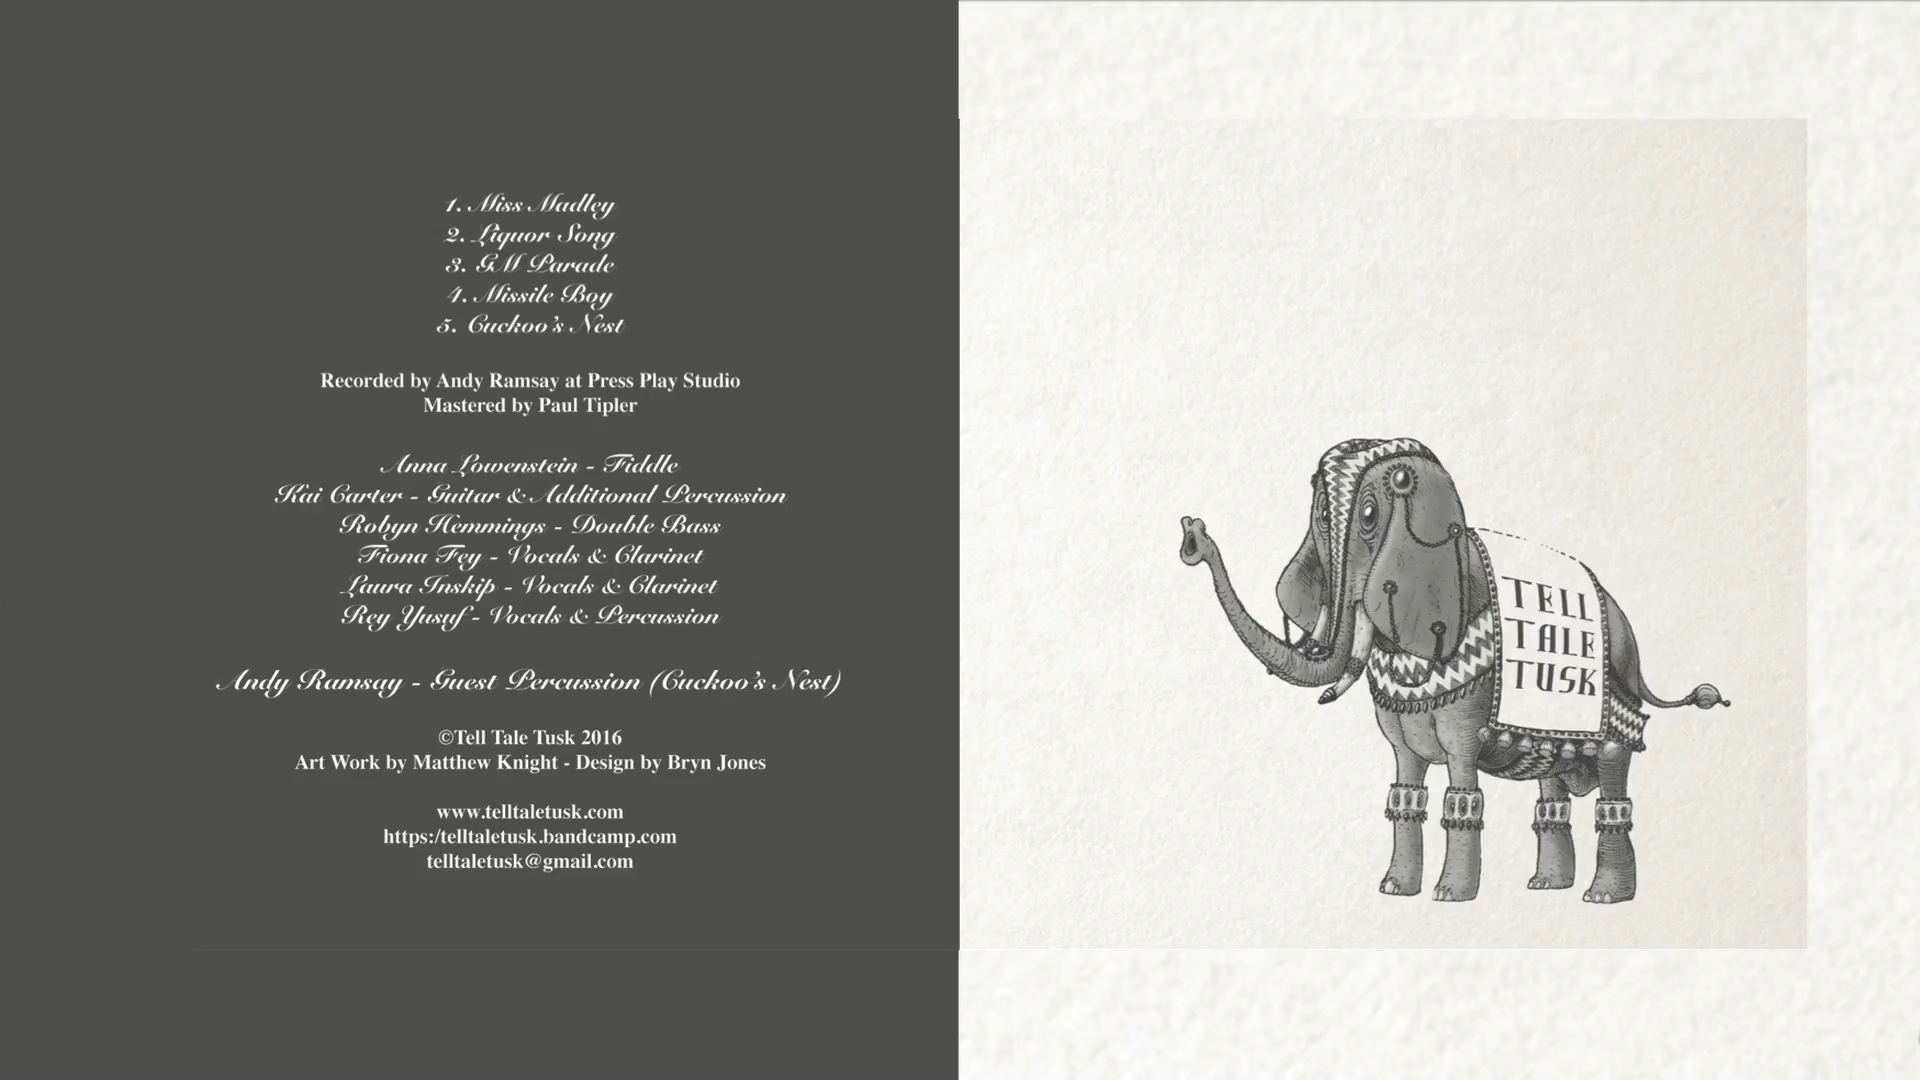 1. Miss Madley
2. Liquor Song
3. GM Parade
4. Missile Boy
5. Cuckoo's Nest
Recorded by Andy Ramsay at Press Play Studio
Mastered by Paul Tipler
Anna Lowenstein - Fiddle
Kai Carter - Guitar & Additional Percussion
Robyn Hemmings - Double Bass
Fiona Fey - Vocals & Clarinet
Laura Inskip - Vocals & Clarinet
Rey Yusuf - Vocals & Percussion
Andy Ramsay - Guest Percussion (Cuckoo's Nest)
©Tell Tale Tusk 2016
Art Work by Matthew Knight - Design by Bryn Jones
www.telltaletusk.com
https:/telltaletusk.bandcamp.com
telltaletusk@gmail.com
TELL
TALE
TUSK